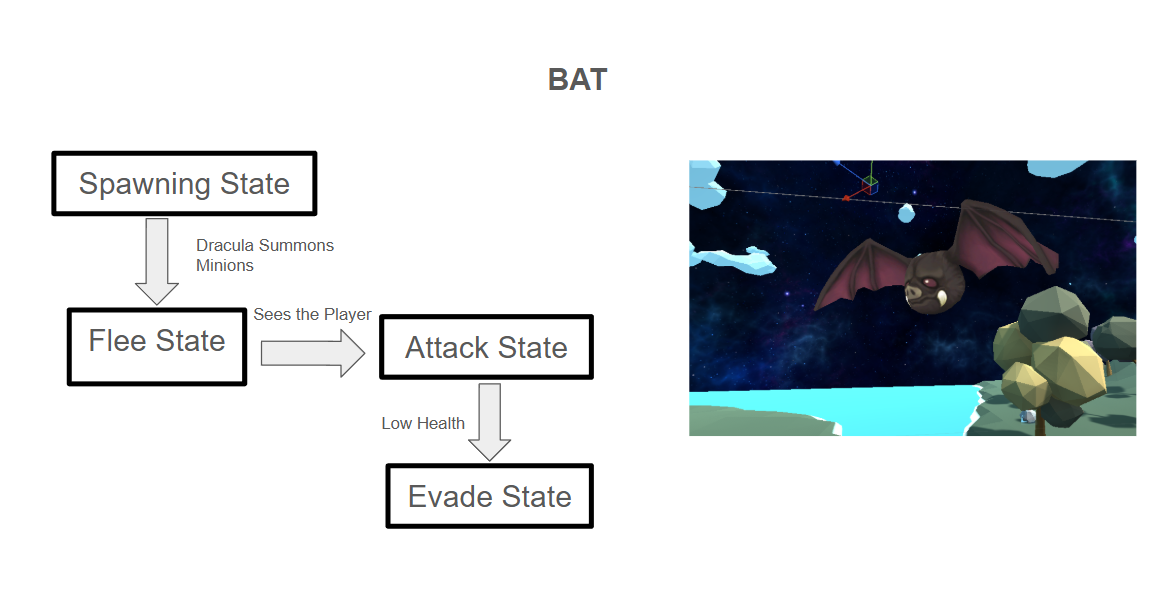 BAT
Spawning State
Dracula Summons
Minions
Flee State
Sees the Player
Attack State
Low Health
Evade State